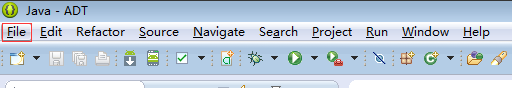 Java - ADT
File Edit Refactor Source Navigate Search Project Run Window Help